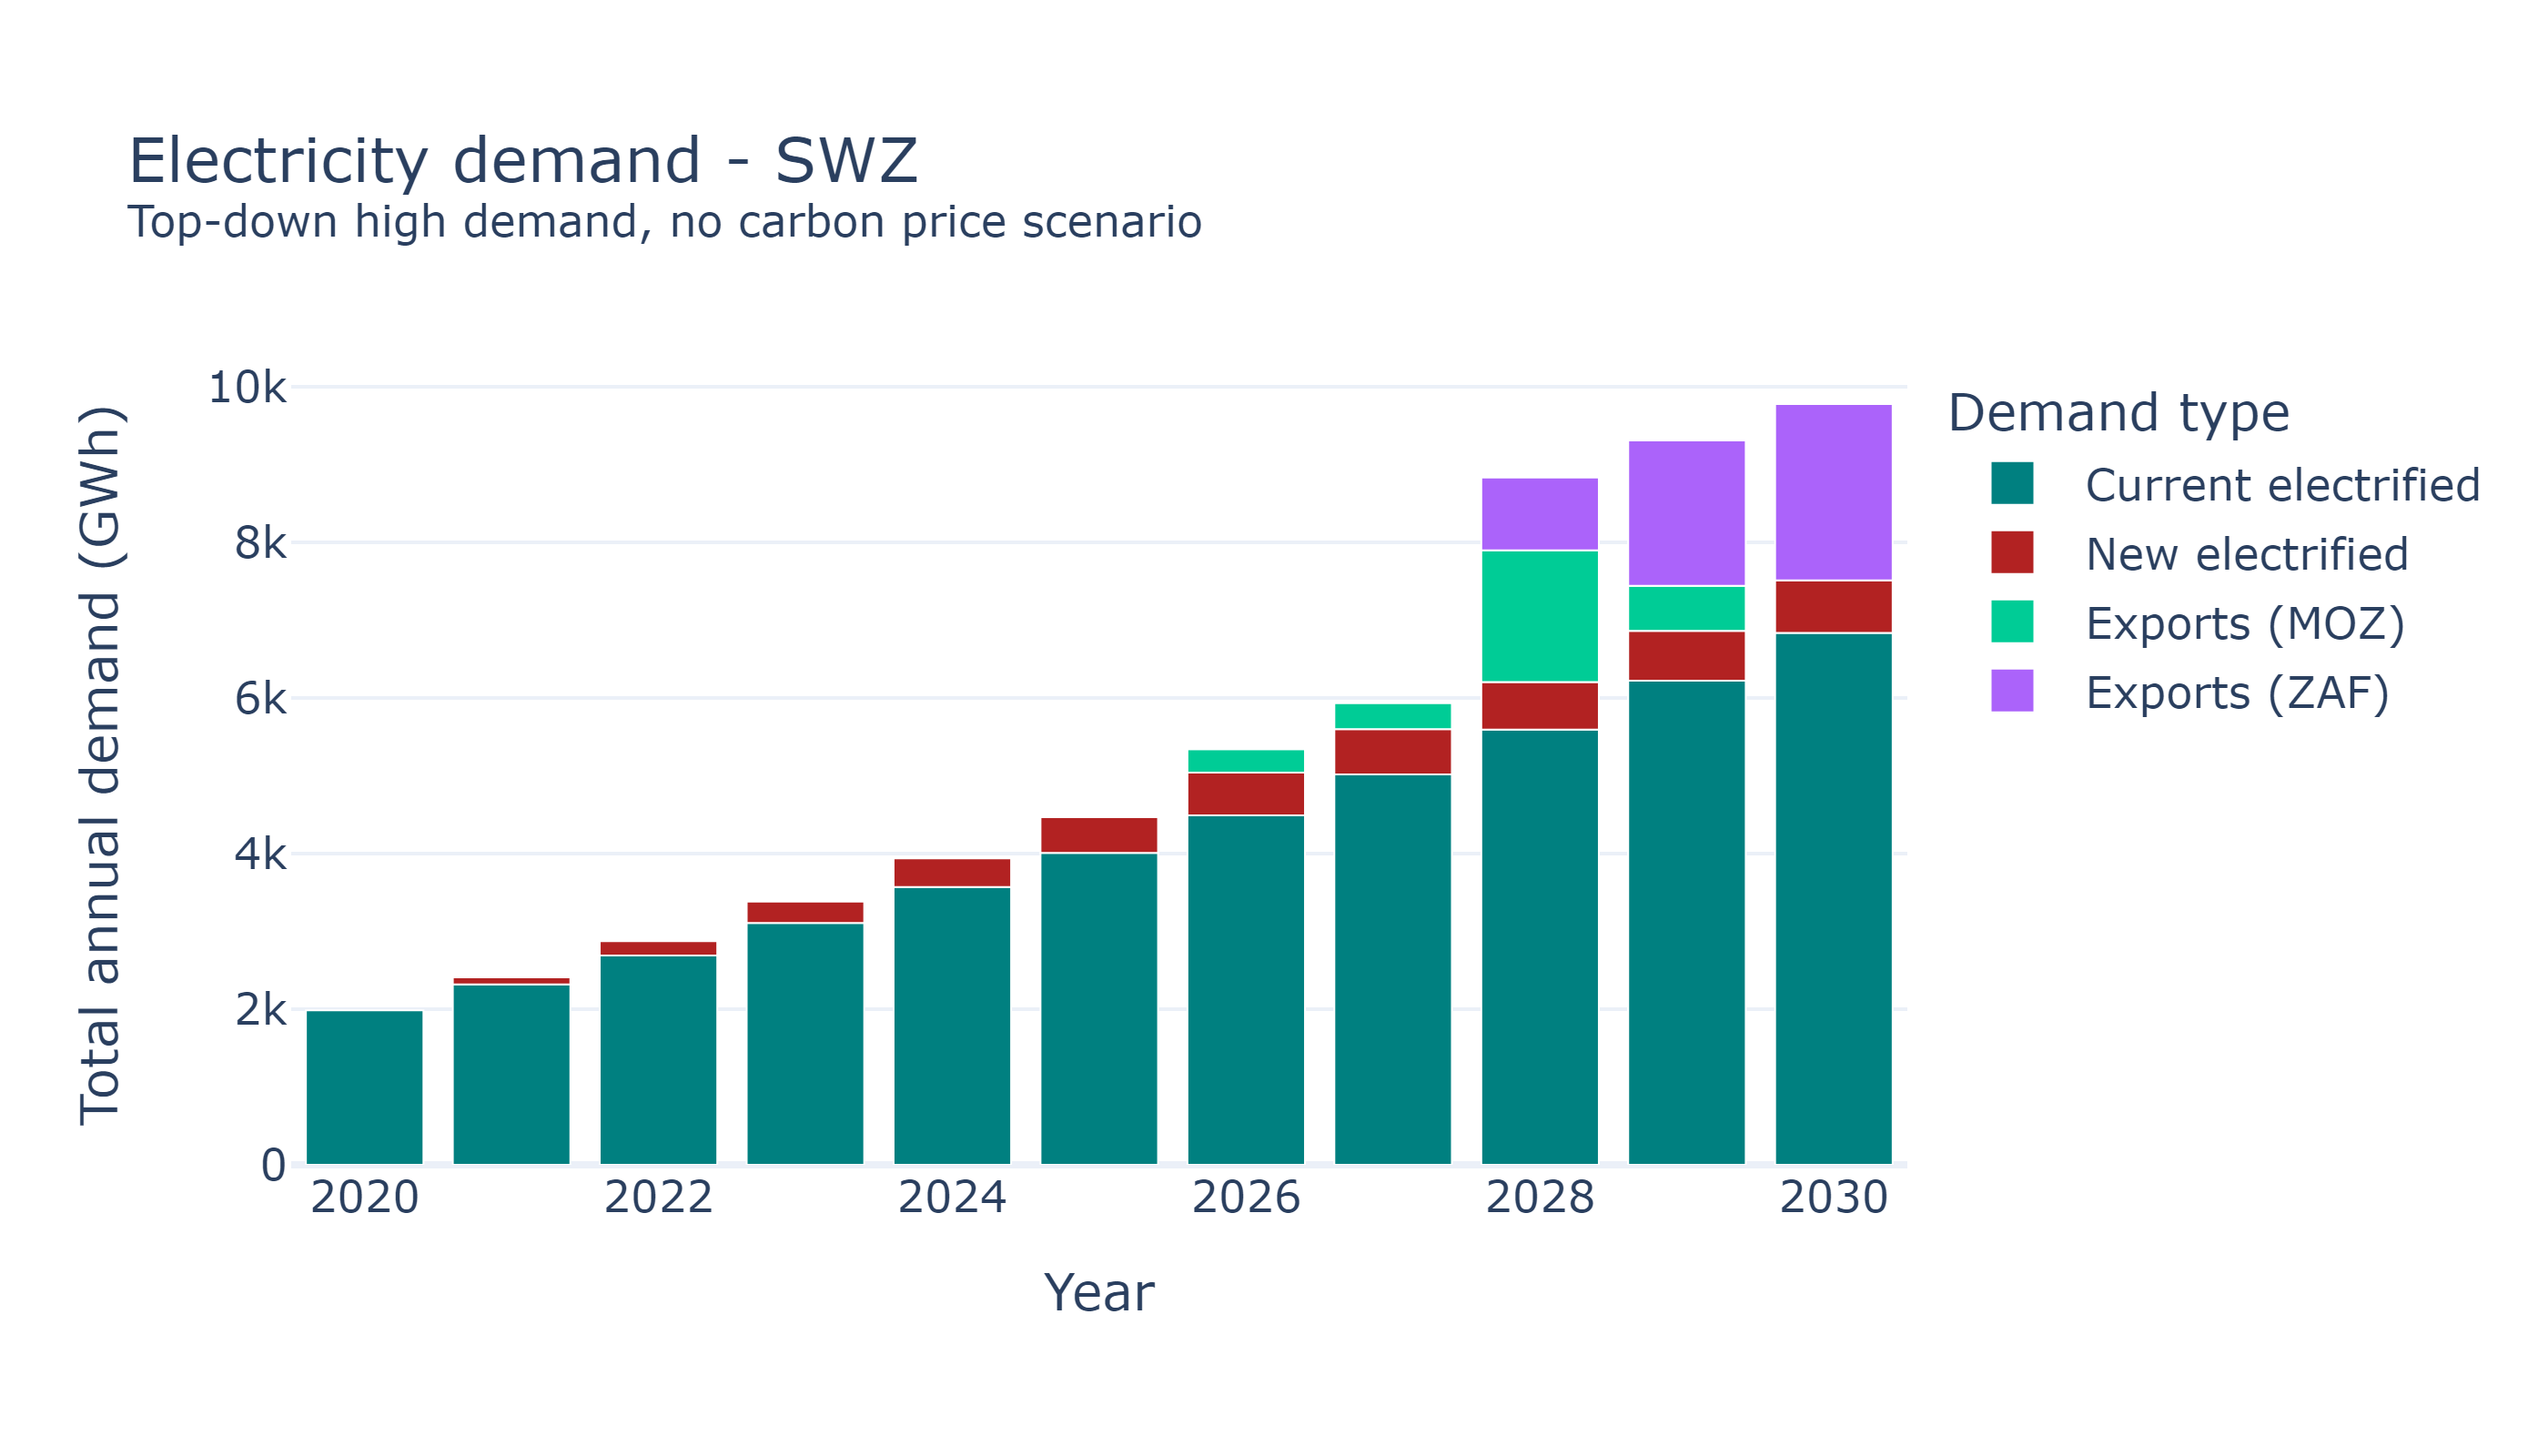 Electricity demand - SWZ
Top-down high demand, no carbon price scenario
Total annual demand (GWh)
10k
8k
6k
4k
2k
0
2020
2022
2024
2026
2028
2030
Year
Demand type
Current electrified
New electrified
Exports (MOZ)
Exports (ZAF)